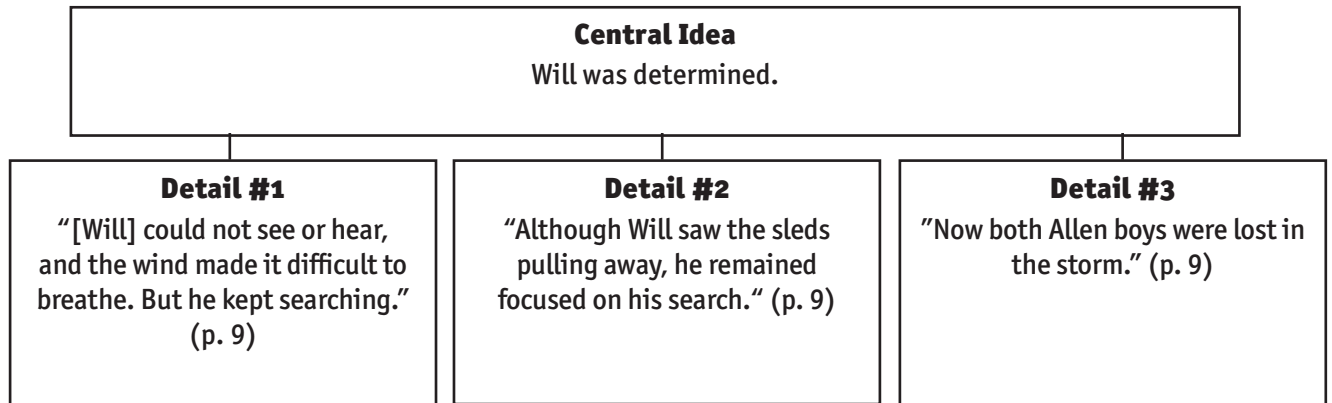 Central Idea
Will was determined.
Detail #1
“[Will] could not see or hear,
and the wind made it difficult to
breathe. But he kept searching.”
(p. 9)
Detail #2
“Although Will saw the sleds
pulling away, he remained
focused on his search.“ (p. 9)
Detail #3
”Now both Allen boys were lost in
the storm.” (p. 9)